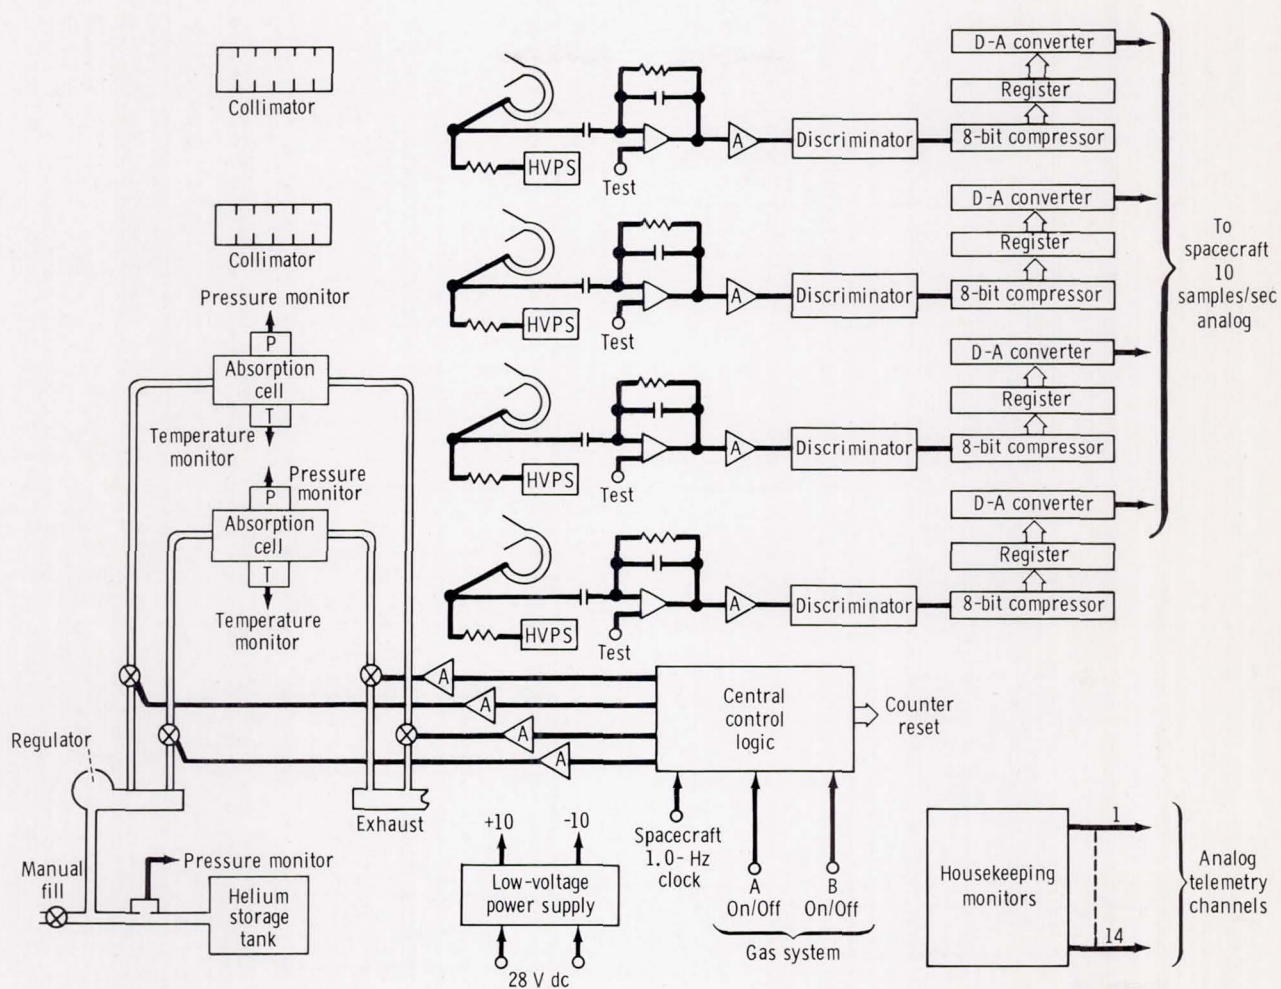 Collimator
HVPS
Test
A
Discriminator
D-A converter
Register
8-bit compressor
Collimator
HVPS
Test
A
Discriminator
D-A converter
Register
8-bit compressor
To
spacecraft
10
samples/sec
analog
Pressure monitor
P
Absorption
cell
T
Temperature
monitor
HVPS
Test
A
Discriminator
D-A converter
Register
8-bit compressor
Pressure
monitor
P
Absorption
cell
T
Temperature
monitor
HVPS
Test
A
Discriminator
D-A converter
Register
8-bit compressor
A
A
A
A
Central
control
logic
Counter
reset
Regulator
Exhaust
Manual
fill
Pressure monitor
Helium
storage
tank
+10
-10
Low-voltage
power supply
28 V dc
Spacecraft
1.0-Hz
clock
A
On/Off
B
On/Off
Gas system
Housekeeping
monitors
1
14
Analog
telemetry
channels